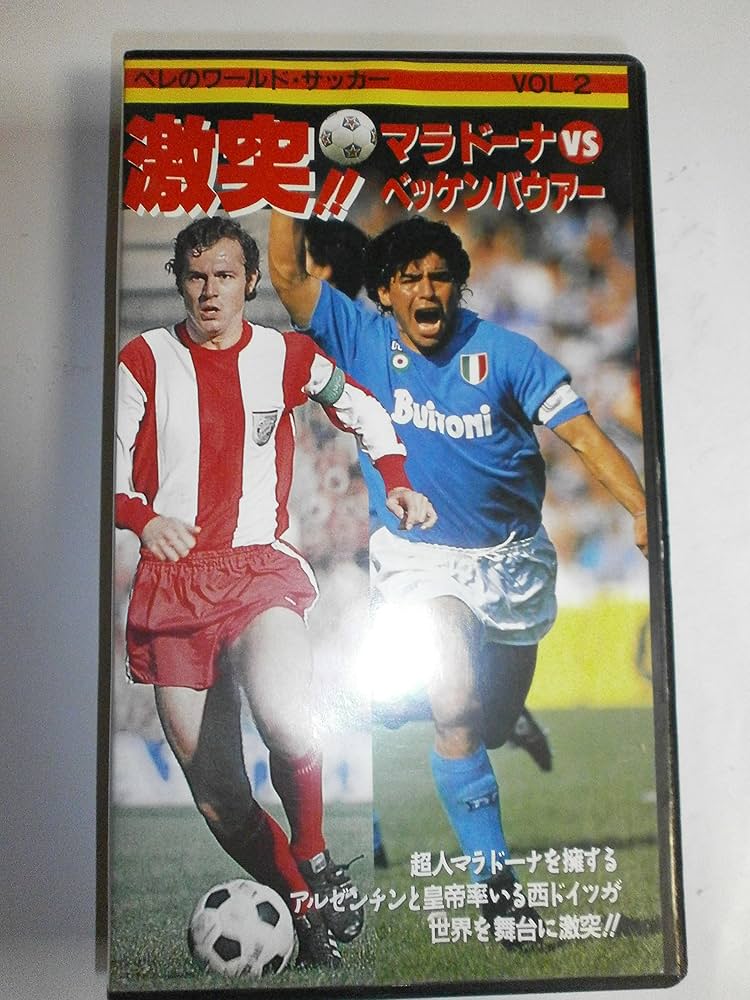 ペレのワールド・サッカー VOL.2
激突!!
マラドーナVS
ベッケンバウアー
Buitoni
超人マラドーナを擁する
アルゼンチンと皇帝率いる西ドイツが
世界を舞台に激突!!